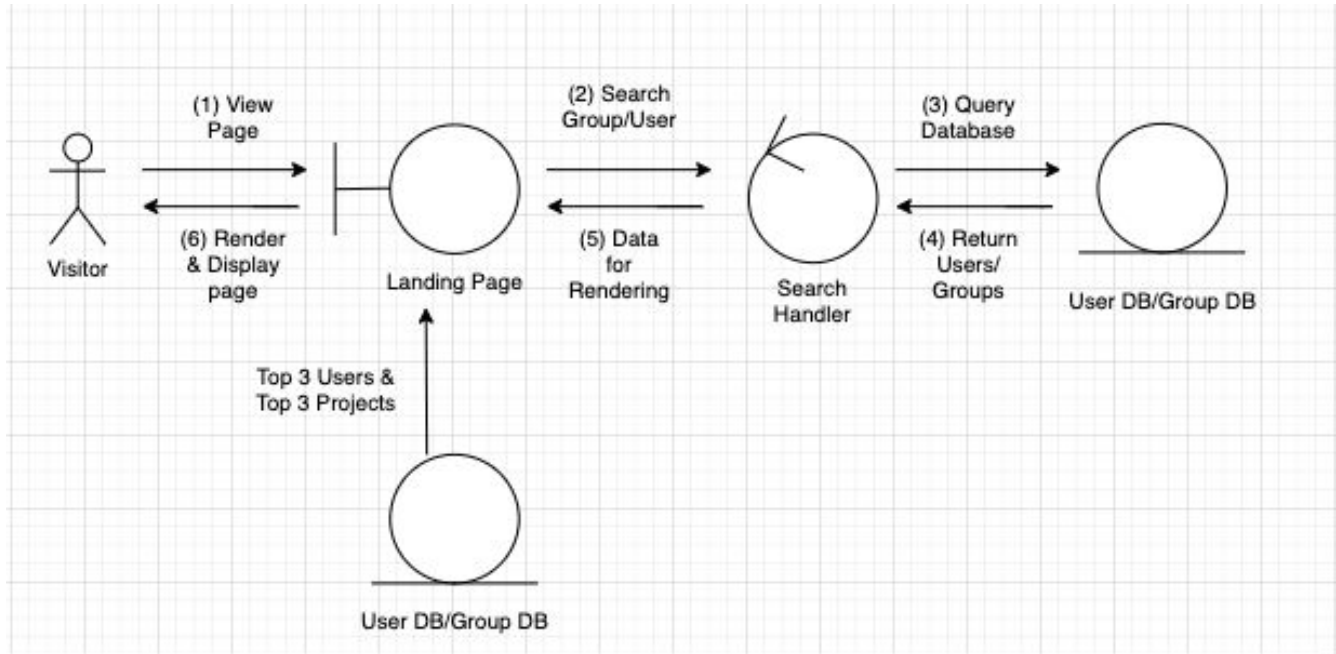 (1) View
Page
(2) Search
Group/User
(3) Query
Database
Visitor
(6) Render
& Display
page
Landing Page
(5) Data
for
Rendering
Search
Handler
(4) Return
Users/
Groups
User DB/Group DB
Top 3 Users &
Top 3 Projects
User DB/Group DB